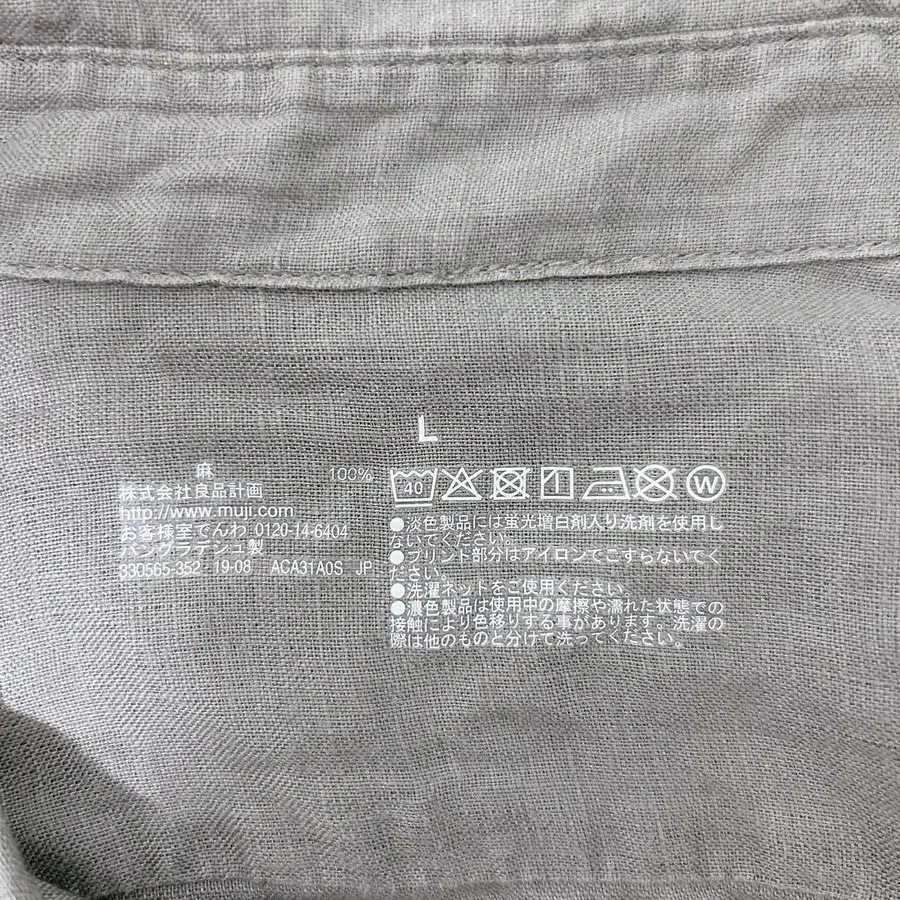 L
麻 100%
株式会社良品計画
http://www.muji.com
お客様室でんわ 0120-14-6404
バングラデシュ製
330565-352 19-08 ACA31A0S JP
40 W
●淡色製品には蛍光増白剤入り洗剤を使用し
ないでください。
●プリント部分はアイロンでこすらないでく
ださい。
●洗濯ネットをご使用ください。
●濃色製品は使用中の摩擦や濡れた状態での
接触により色移りする事があります。洗濯の
際は他のものと分けて洗ってください。